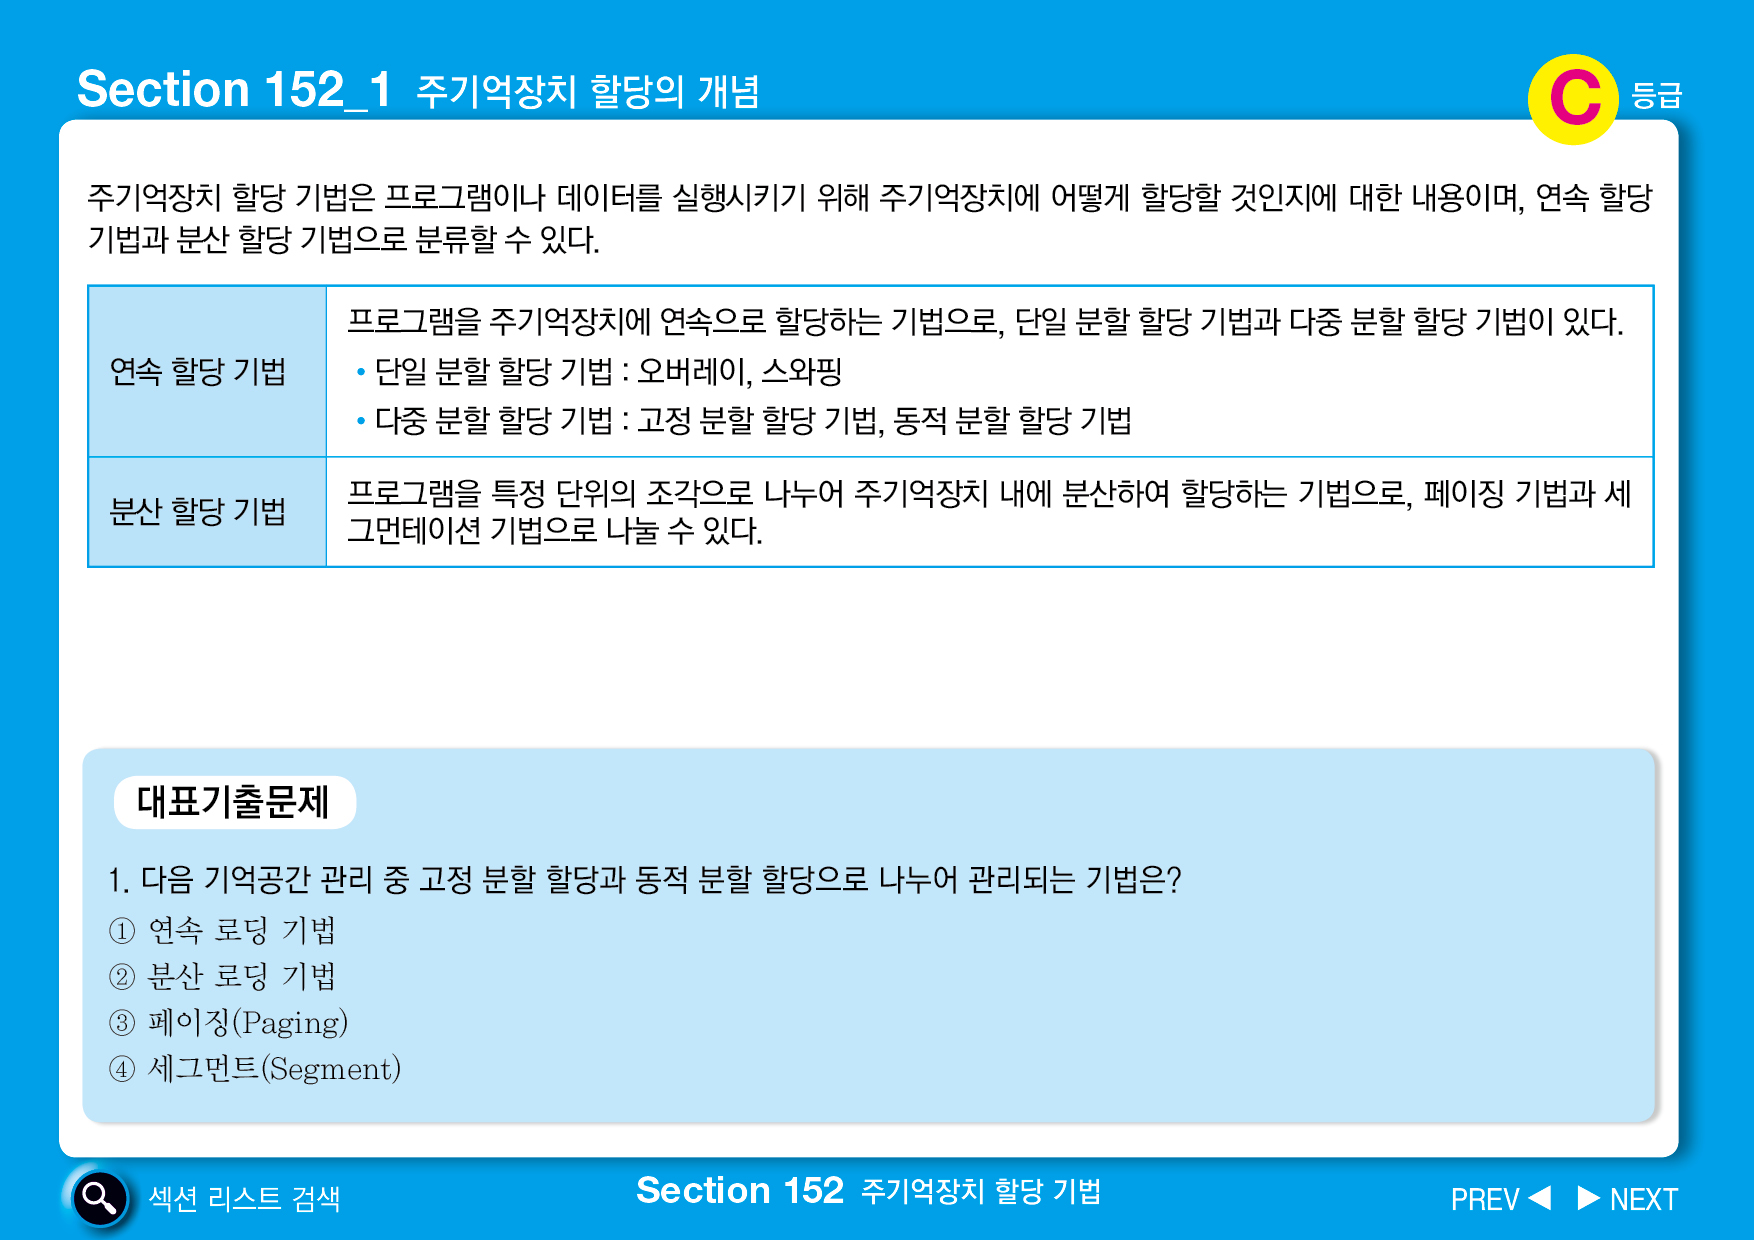 Section 152_1 주기억장치 할당의 개념
C 등급
주기억장치 할당 기법은 프로그램이나 데이터를 실행시키기 위해 주기억장치에 어떻게 할당할 것인지에 대한 내용이며, 연속 할당
기법과 분산 할당 기법으로 분류할 수 있다.
연속 할당 기법
프로그램을 주기억장치에 연속으로 할당하는 기법으로, 단일 분할 할당 기법과 다중 분할 할당 기법이 있다.
• 단일 분할 할당 기법 : 오버레이, 스와핑
• 다중 분할 할당 기법 : 고정 분할 할당 기법, 동적 분할 할당 기법
분산 할당 기법
프로그램을 특정 단위의 조각으로 나누어 주기억장치 내에 분산하여 할당하는 기법으로, 페이징 기법과 세
그먼테이션 기법으로 나눌 수 있다.
대표기출문제
1. 다음 기억공간 관리 중 고정 분할 할당과 동적 분할 할당으로 나누어 관리되는 기법은?
① 연속 로딩 기법
② 분산 로딩 기법
③ 페이징(Paging)
④ 세그먼트(Segment)
섹션 리스트 검색
Section 152 주기억장치 할당 기법
PREV ◀ ▶ NEXT